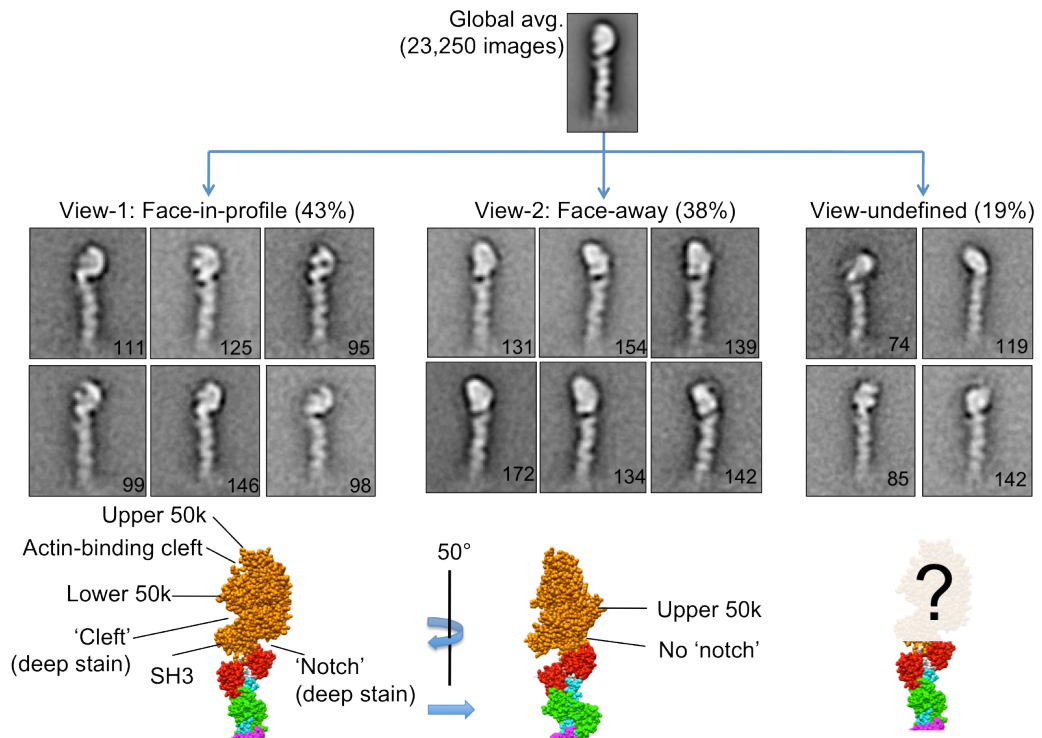 Global avg.
(23,250 images)
View-1: Face-in-profile (43%)
View-2: Face-away (38%)
View-undefined (19%)
111
125
95
131
154
139
74
119
99
146
98
172
134
142
85
142
Upper 50k
Actin-binding cleft
Lower 50k
‘Cleft’
(deep stain)
SH3
‘Notch’
(deep stain)
50°
Upper 50k
No ‘notch’
?